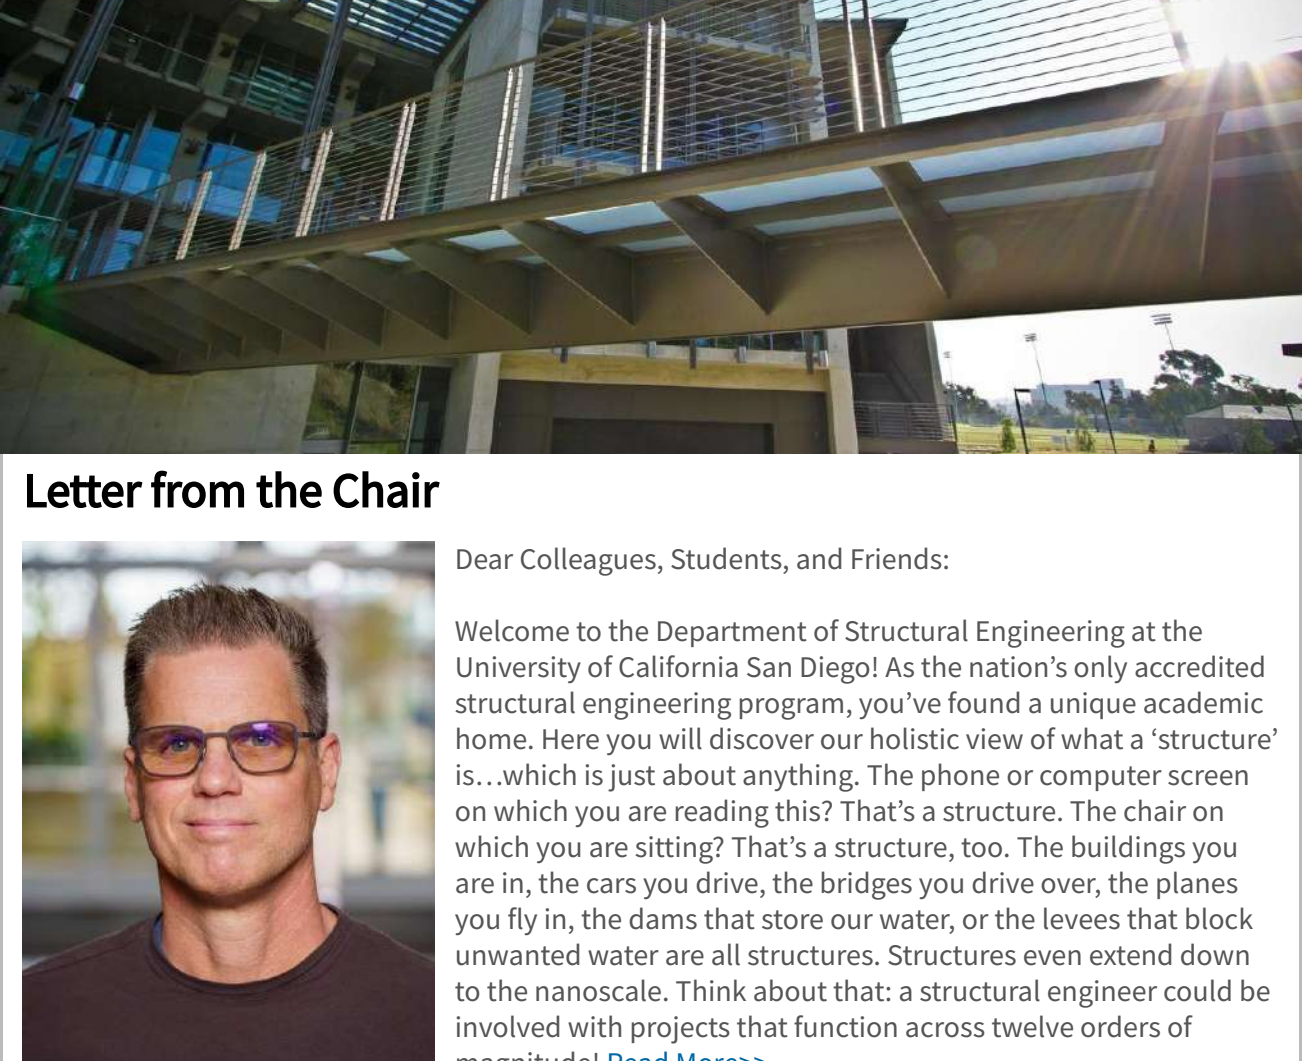 Letter from the Chair
Dear Colleagues, Students, and Friends:
Welcome to the Department of Structural Engineering at the
University of California San Diego! As the nation’s only accredited
structural engineering program, you’ve found a unique academic
home. Here you will discover our holistic view of what a ‘structure’
is…which is just about anything. The phone or computer screen
on which you are reading this? That’s a structure. The chair on
which you are sitting? That’s a structure, too. The buildings you
are in, the cars you drive, the bridges you drive over, the planes
you fly in, the dams that store our water, or the levees that block
unwanted water are all structures. Structures even extend down
to the nanoscale. Think about that: a structural engineer could be
involved with projects that function across twelve orders of
magnitude! Read More>>